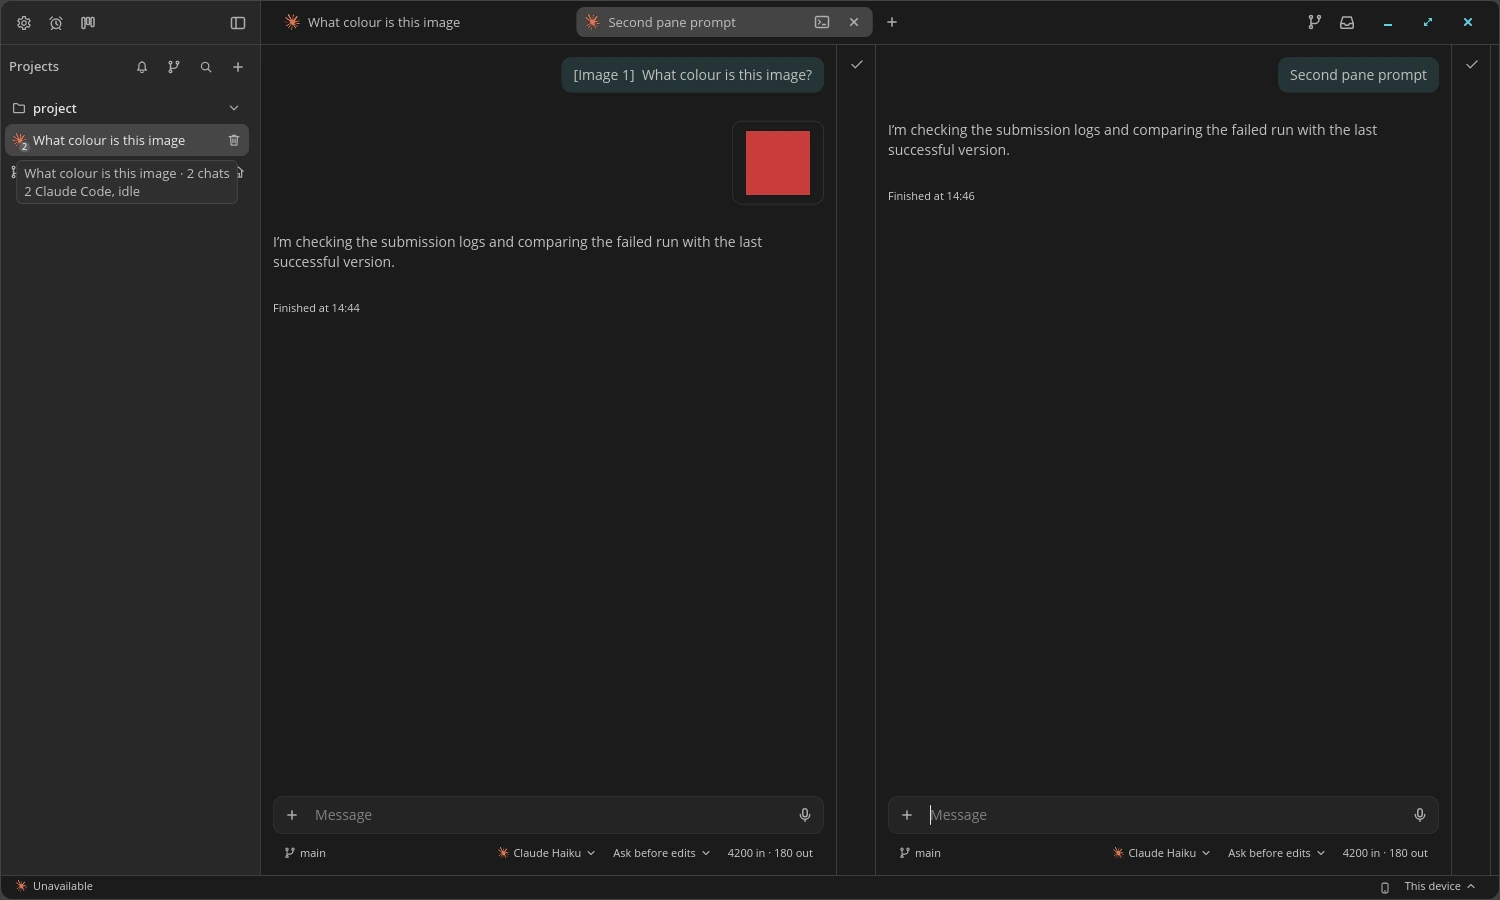 What colour is this image
Second pane prompt
Projects
project
2
What colour is this image
What colour is this image · 2 chats
2 Claude Code, idle
[Image 1]  What colour is this image?
I'm checking the submission logs and comparing the failed run with the last
successful version.
Finished at 14:44
Message
main
Claude Haiku
Ask before edits
4200 in · 180 out
Second pane prompt
I'm checking the submission logs and comparing the failed run with the last
successful version.
Finished at 14:46
Message
main
Claude Haiku
Ask before edits
4200 in · 180 out
Unavailable
This device